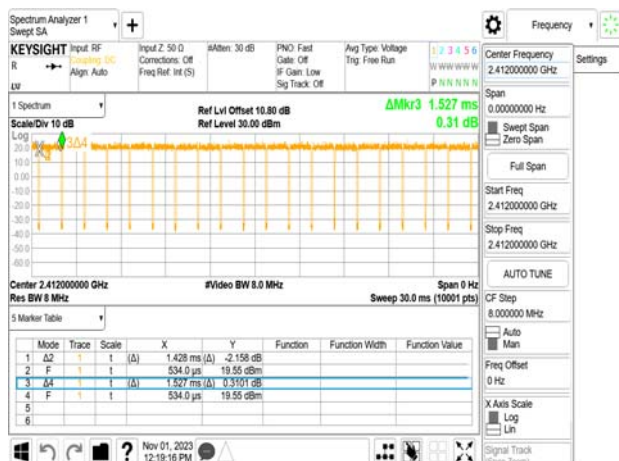 Spectrum Analyzer 1
Swept SA
Frequency
KEYSIGHT
Input: RF
Coupling: DC
Align: Auto
Input Z: 50 Ω
Corrections: Off
Freq Ref: Int (S)
#Atten: 30 dB
PNO: Fast
Gate: Off
IF Gain: Low
Sig Track: Off
Avg Type: Voltage
Trig: Free Run
1 2 3 4 5 6
W W W W W W
P N N N N N
R
Center Frequency
2.412000000 GHz
Settings
Span
0.00000000 Hz
Swept Span
Zero Span
Full Span
Start Freq
2.412000000 GHz
Stop Freq
2.412000000 GHz
AUTO TUNE
CF Step
8.000000 MHz
Auto
Man
Freq Offset
0 Hz
X Axis Scale
Log
Lin
Signal Track
1 Spectrum
Scale/Div 10 dB
Ref Lvl Offset 10.80 dB
Ref Level 30.00 dBm
ΔMkr3 1.527 ms
0.31 dB
Log
20.0
10.0
0.00
-10.0
-20.0
-30.0
-40.0
-50.0
-60.0
3Δ4
Center 2.412000000 GHz
Res BW 8 MHz
#Video BW 8.0 MHz
Span 0 Hz
Sweep 30.0 ms (10001 pts)
5 Marker Table
Mode Trace Scale X Y Function Function Width Function Value
1 Δ2 1 t (Δ) 1.428 ms (Δ) -2.158 dB
2 F 1 t 534.0 µs 19.55 dBm
3 Δ4 1 t (Δ) 1.527 ms (Δ) 0.3101 dB
4 F 1 t 534.0 µs 19.55 dBm
5
6
Nov 01, 2023
12:19:16 PM